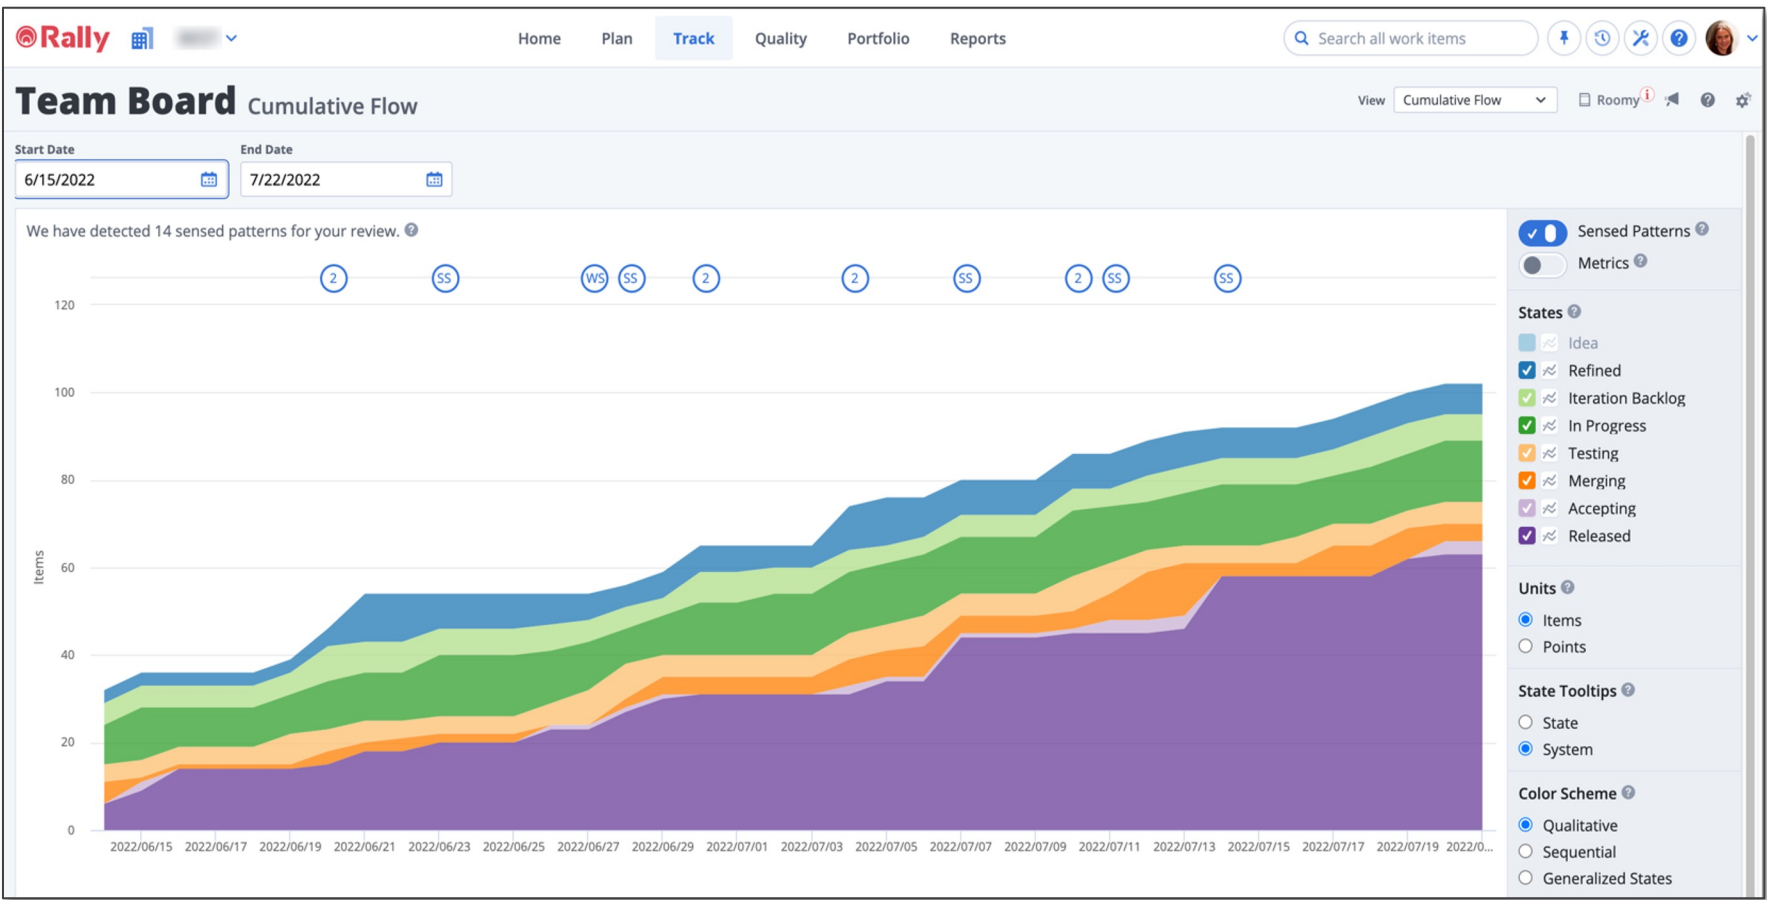 Rally
Home Plan Track Quality Portfolio Reports
Search all work items
Team Board Cumulative Flow
View Cumulative Flow Roomy
Start Date End Date
6/15/2022 7/22/2022
We have detected 14 sensed patterns for your review.
2 SS WS SS 2 2 SS 2 SS SS
120
100
80
60
40
20
0
Items
2022/06/15 2022/06/17 2022/06/19 2022/06/21 2022/06/23 2022/06/25 2022/06/27 2022/06/29 2022/07/01 2022/07/03 2022/07/05 2022/07/07 2022/07/09 2022/07/11 2022/07/13 2022/07/15 2022/07/17 2022/07/19 2022/0...
Sensed Patterns
Metrics
States
Idea
Refined
Iteration Backlog
In Progress
Testing
Merging
Accepting
Released
Units
Items
Points
State Tooltips
State
System
Color Scheme
Qualitative
Sequential
Generalized States